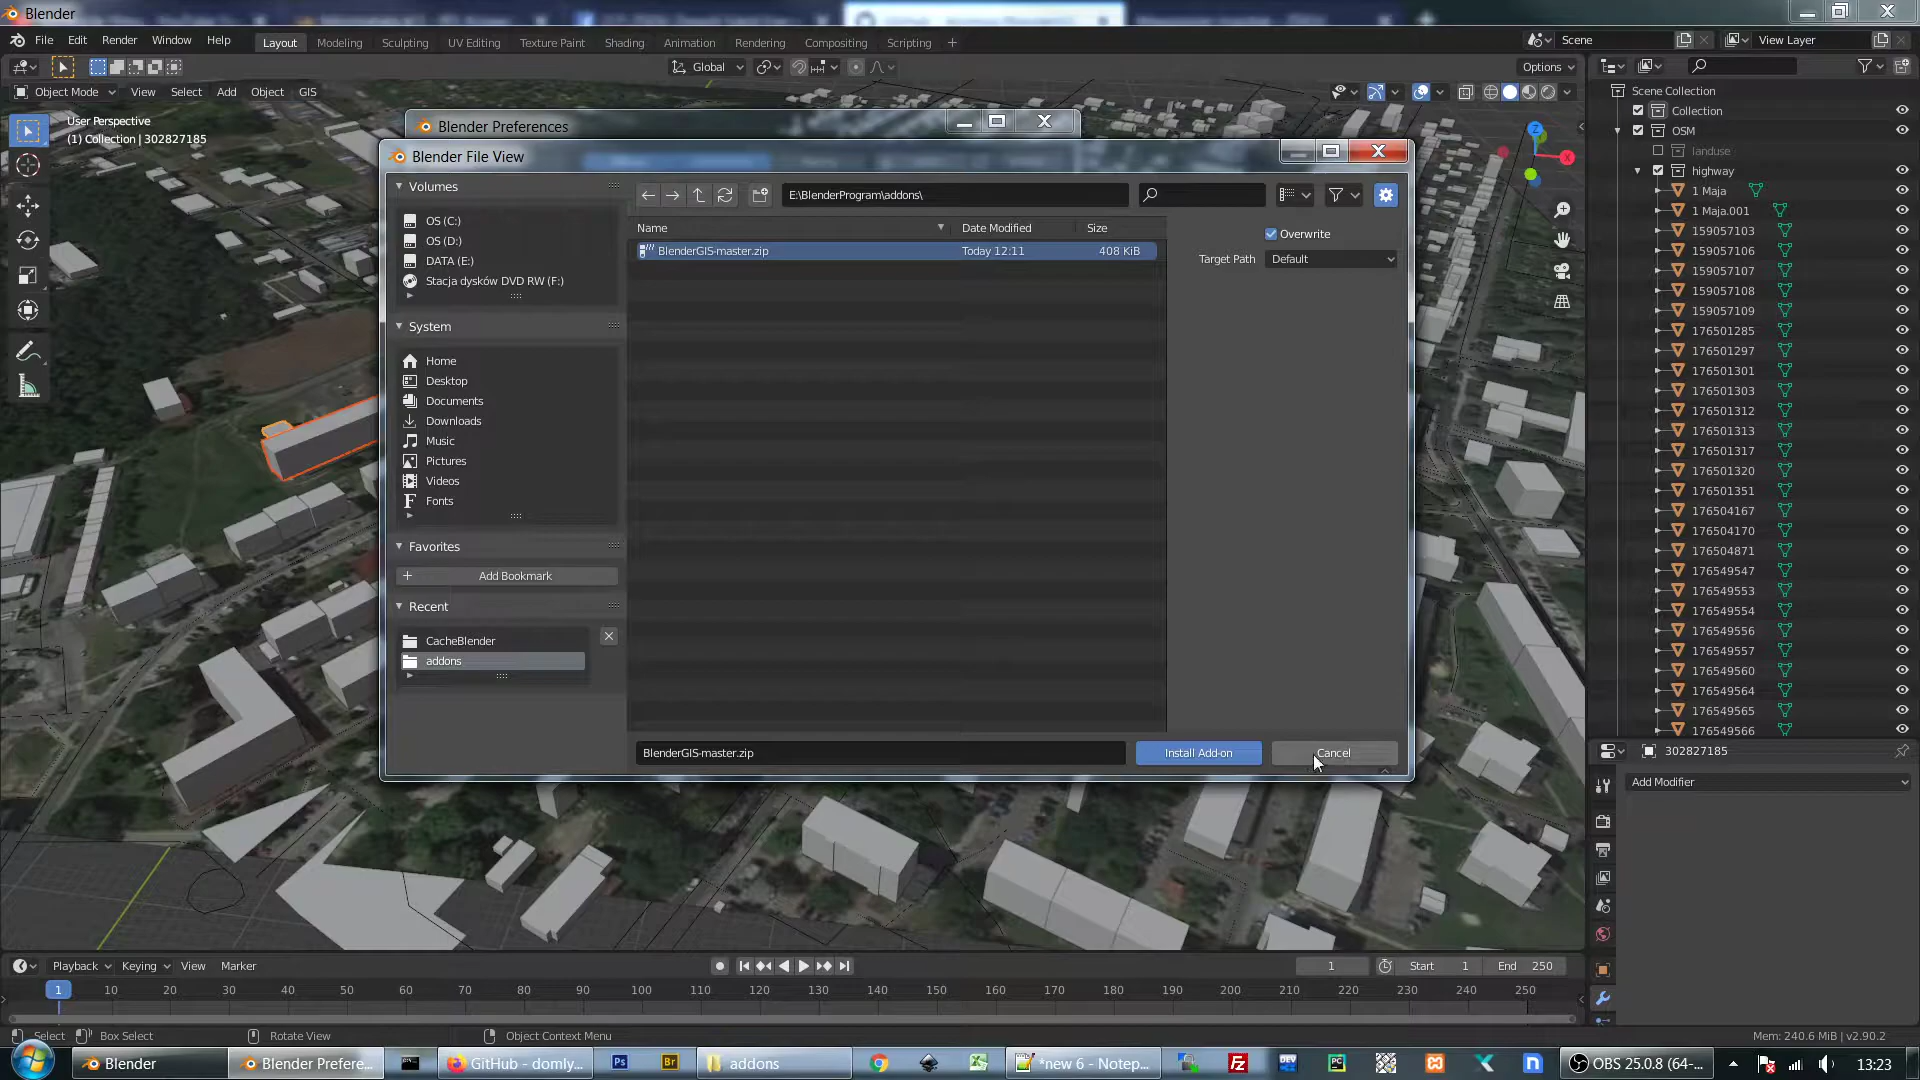 Blender
File Edit Render Window Help
Layout Modeling Sculpting UV Editing Texture Paint Shading Animation Rendering Compositing Scripting +
Scene
View Layer
Global
Options
Object Mode View Select Add Object GIS
User Perspective
(1) Collection | 302827185
Blender Preferences
Blender File View
Volumes
OS (C:)
OS (D:)
DATA (E:)
Stacja dysków DVD RW (F:)
System
Home
Desktop
Documents
Downloads
Music
Pictures
Videos
Fonts
Favorites
+ Add Bookmark
Recent
CacheBlender
addons
E:\BlenderProgram\addons\
Name Date Modified Size
BlenderGIS-master.zip Today 12:11 408 KiB
Overwrite
Target Path Default
BlenderGIS-master.zip
Install Add-on
Cancel
Z
X
Scene Collection
Collection
OSM
landuse
highway
1 Maja
1 Maja.001
159057103
159057106
159057107
159057108
159057109
176501285
176501297
176501301
176501303
176501312
176501313
176501317
176501320
176501351
176504167
176504170
176504871
176549547
176549553
176549554
176549556
176549557
176549560
176549564
176549565
176549566
302827185
Add Modifier
Playback Keying View Marker
1
Start 1
End 250
1 10 20 30 40 50 60 70 80 90 100 110 120 130 140 150 160 170 180 190 200 210 220 230 240 250
Select Box Select Rotate View Object Context Menu
Mem: 240.6 MiB | v2.90.2
Blender
Blender Prefere...
GitHub - domly...
Ps
Br
addons
*new 6 - Notep...
Fz
DEV
PC
n
OBS 25.0.8 (64-...
13:23